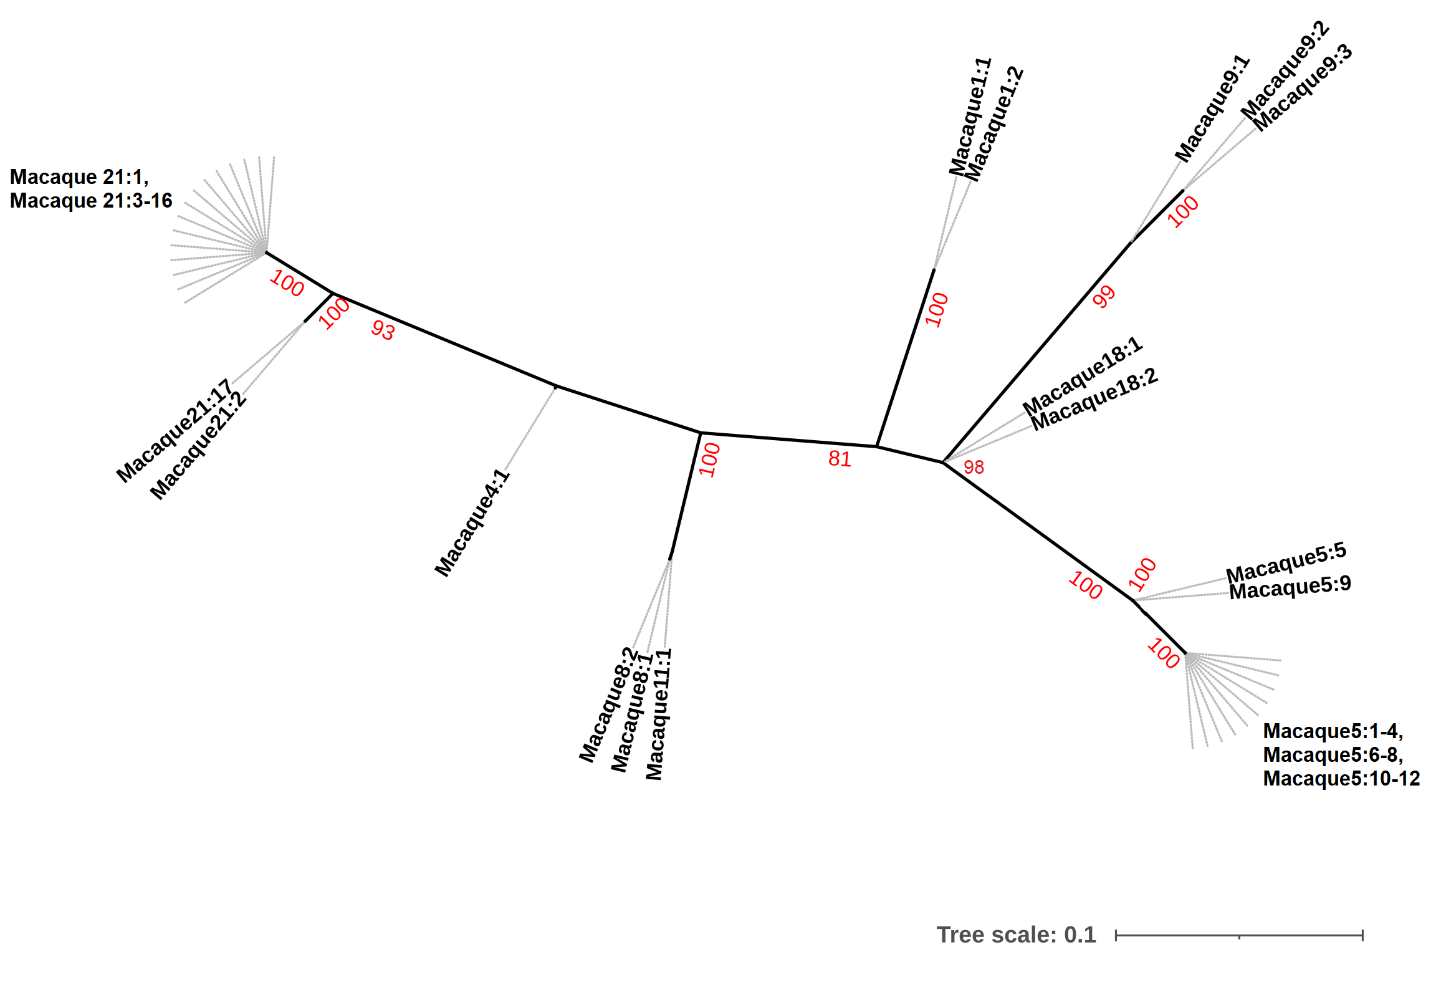 Macaque 21:1,
Macaque 21:3-16
Macaque1:1
Macaque1:2
Macaque9:1
Macaque9:2
Macaque9:3
100
100
99
100
100
93
Macaque18:1
Macaque18:2
Macaque21:17
Macaque21:2
Macaque4:1
100
81
98
100
100
100
Macaque5:5
Macaque5:9
Macaque8:2
Macaque8:1
Macaque11:1
Macaque5:1-4,
Macaque5:6-8,
Macaque5:10-12
Tree scale: 0.1